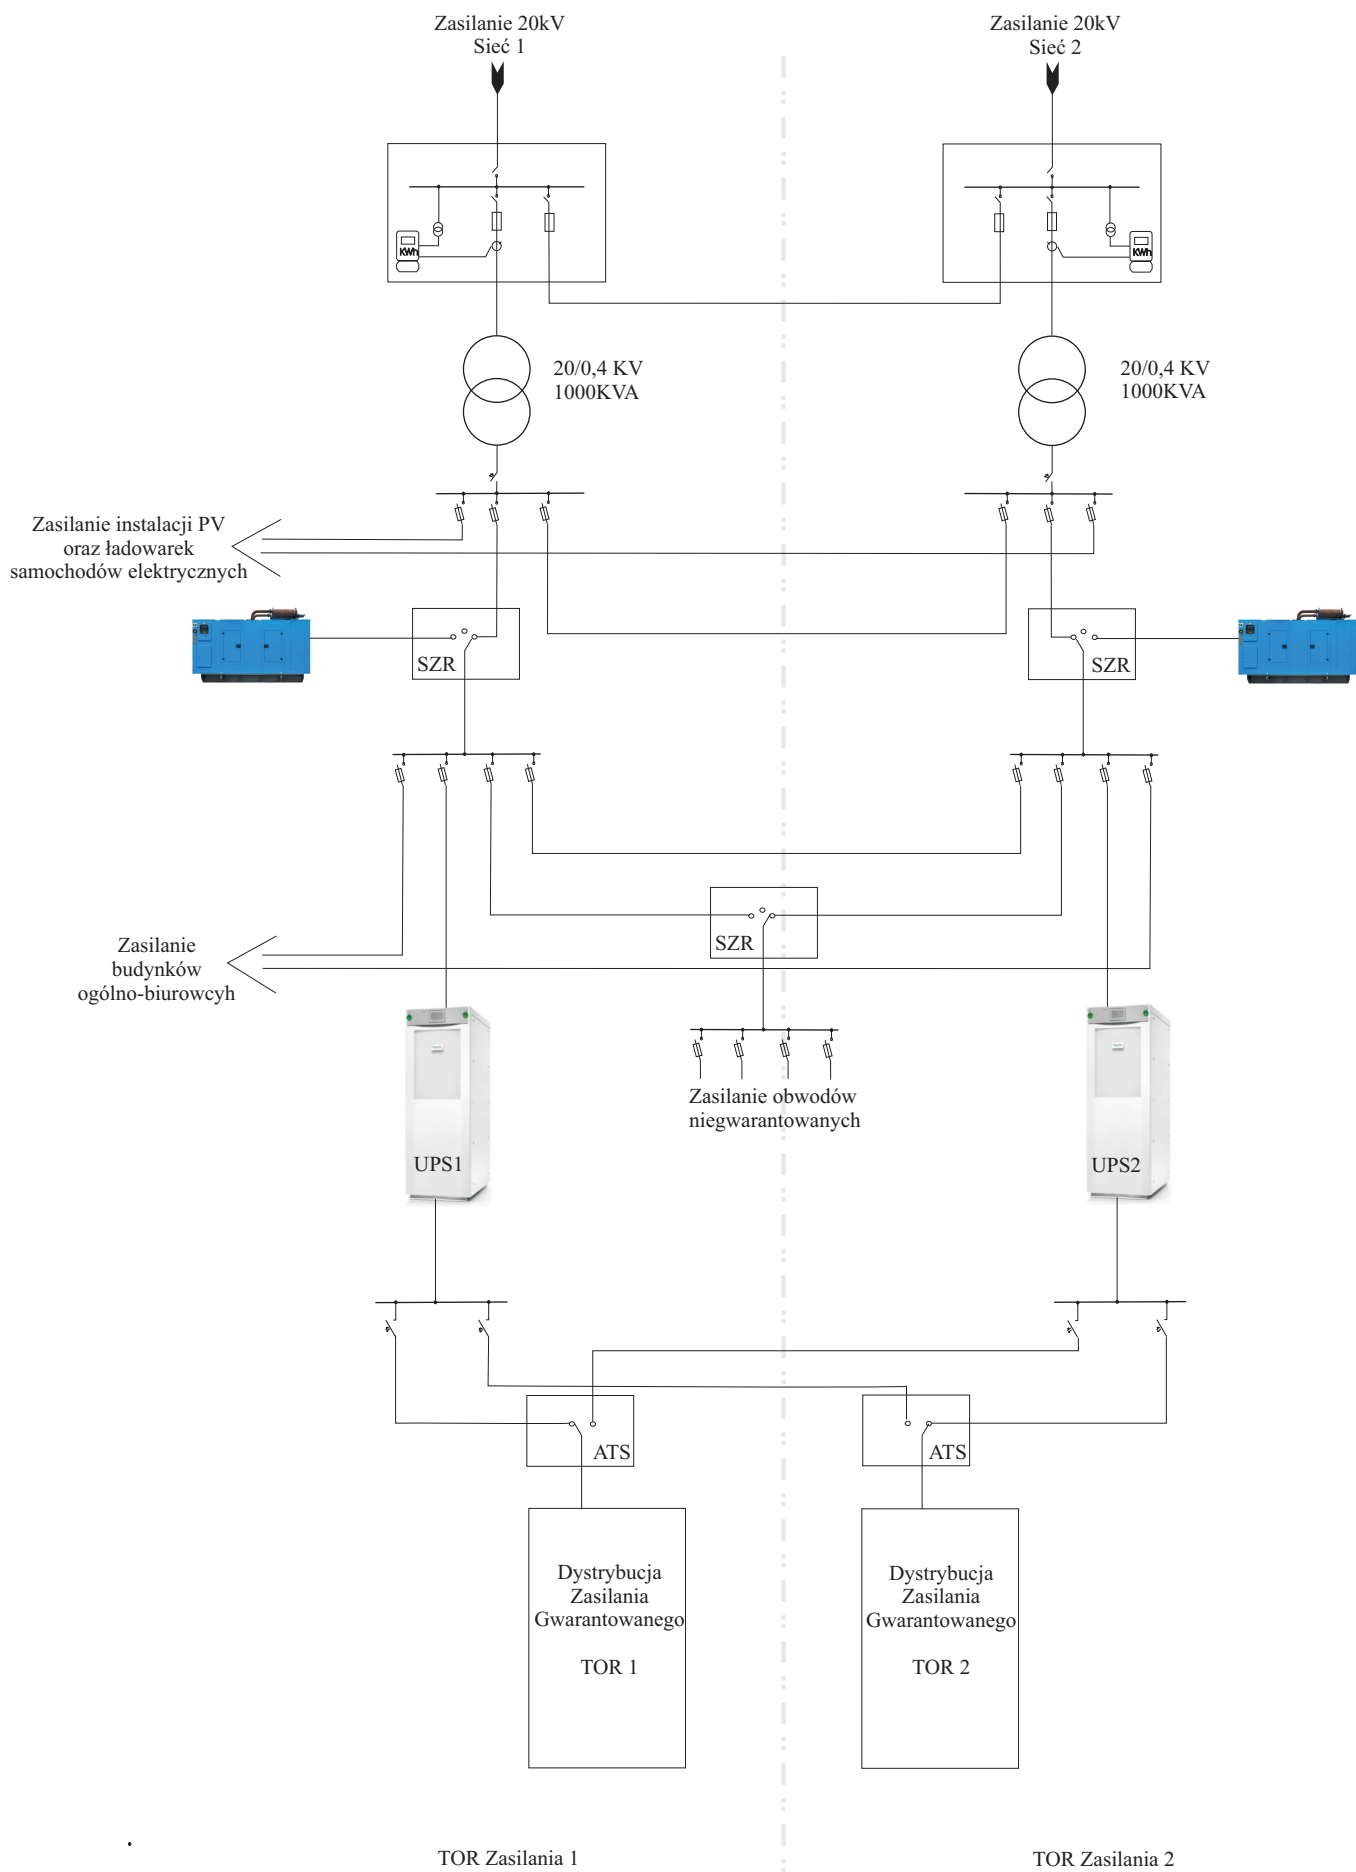 Zasilanie 20kV
Sieć 1
Zasilanie 20kV
Sieć 2
KWh
KWh
20/0,4 KV
1000KVA
20/0,4 KV
1000KVA
Zasilanie instalacji PV
oraz ładowarek
samochodów elektrycznych
SZR
SZR
SZR
Zasilanie
budynków
ogólno-biurowcyh
Zasilanie obwodów
niegwarantowanych
UPS1
UPS2
ATS
ATS
Dystrybucja
Zasilania
Gwarantowanego
TOR 1
Dystrybucja
Zasilania
Gwarantowanego
TOR 2
TOR Zasilania 1
TOR Zasilania 2